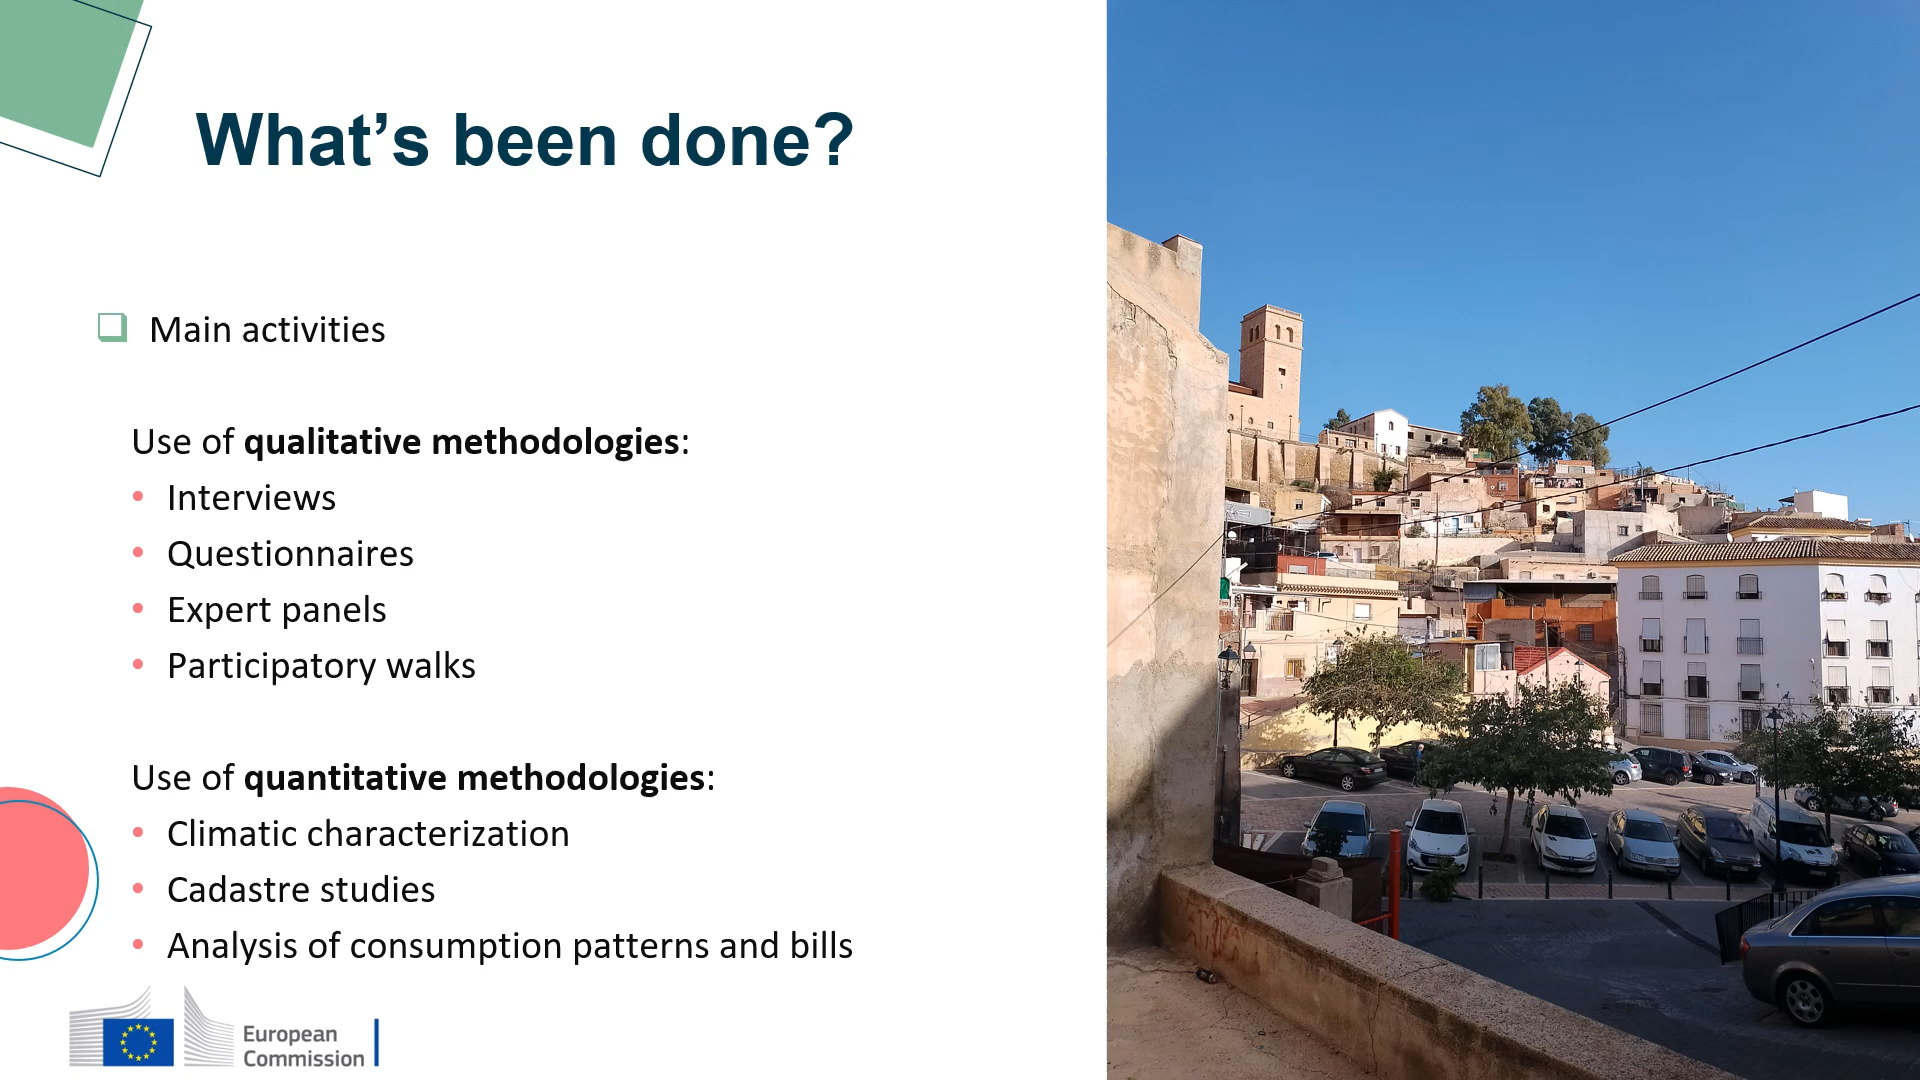 What’s been done?
Main activities
Use of qualitative methodologies:
• Interviews
• Questionnaires
• Expert panels
• Participatory walks
Use of quantitative methodologies:
• Climatic characterization
• Cadastre studies
• Analysis of consumption patterns and bills
European
Commission